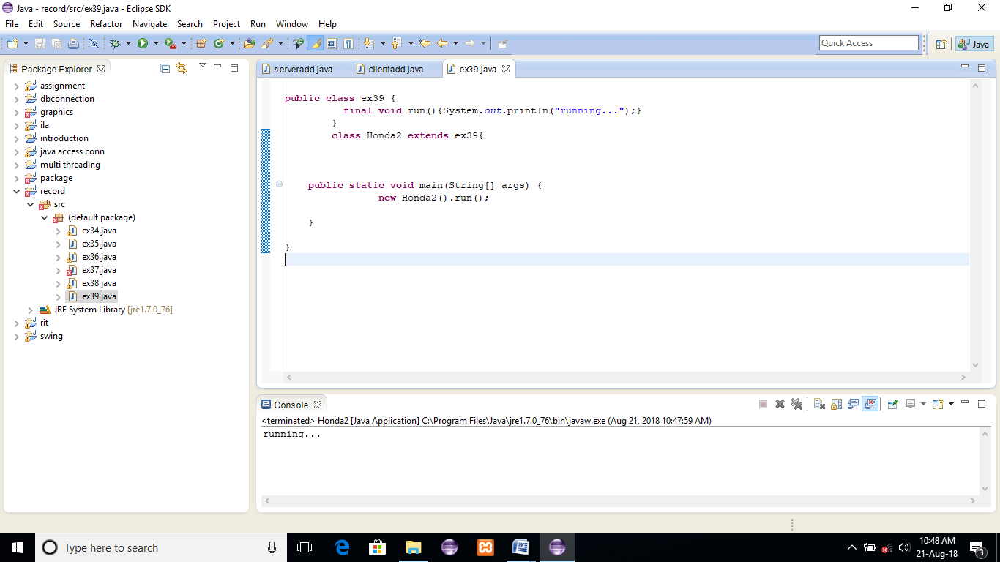 Java - record/src/ex39.java - Eclipse SDK
File Edit Source Refactor Navigate Search Project Run Window Help
Quick Access
Java
Package Explorer
assignment
dbconnection
graphics
ila
introduction
java access conn
multi threading
package
record
src
(default package)
ex34.java
ex35.java
ex36.java
ex37.java
ex38.java
ex39.java
JRE System Library [jre1.7.0_76]
rit
swing
serveradd.java clientadd.java ex39.java
public class ex39 {
final void run(){System.out.println("running...");}
}
class Honda2 extends ex39{
public static void main(String[] args) {
new Honda2().run();
}
}
Console
<terminated> Honda2 [Java Application] C:\Program Files\Java\jre1.7.0_76\bin\javaw.exe (Aug 21, 2018 10:47:59 AM)
running...
Type here to search
10:48 AM
21-Aug-18
3